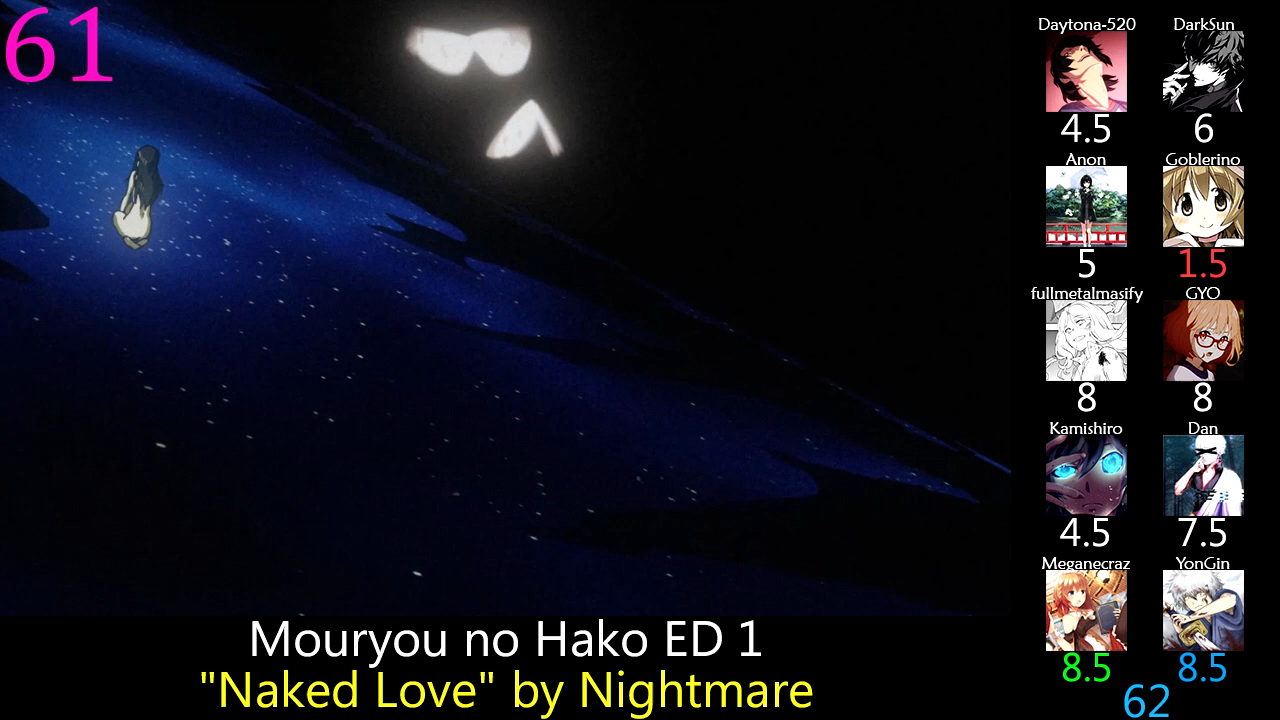 61
Daytona-520 DarkSun
4.5 6
Anon Goblerino
5 1.5
fullmetalmasify GYO
8 8
Kamishiro Dan
4.5 7.5
Meganecraz YonGin
8.5 8.5
62
Mouryou no Hako ED 1
"Naked Love" by Nightmare